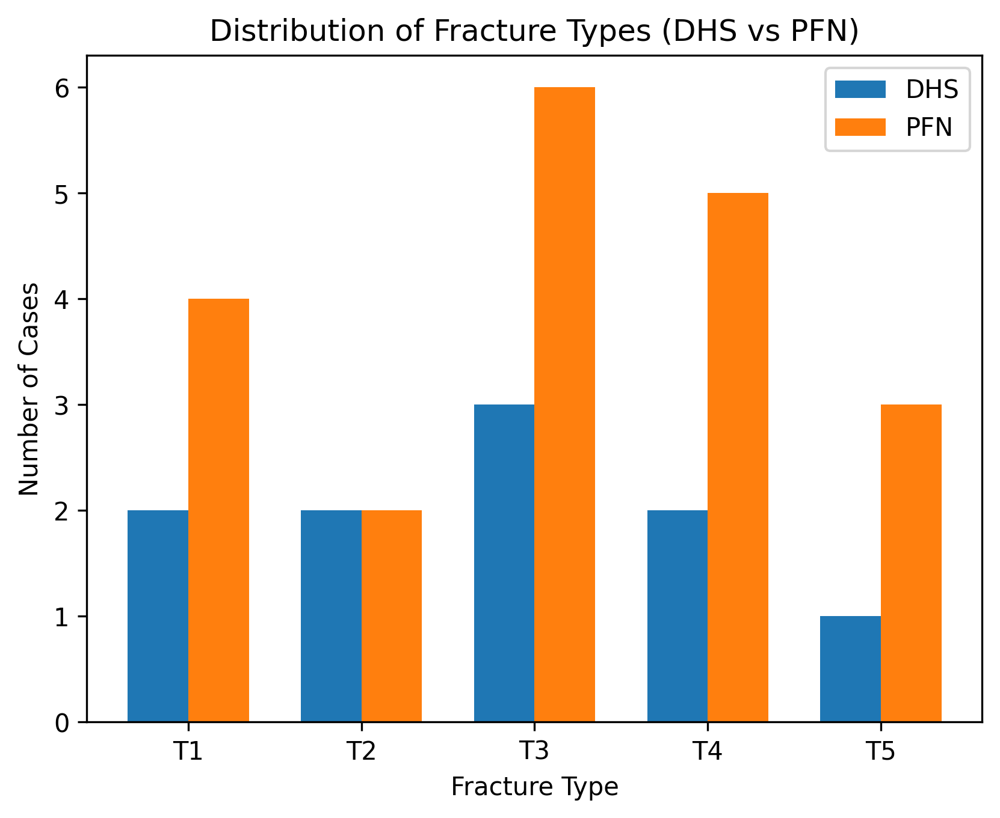 Distribution of Fracture Types (DHS vs PFN)
DHS
PFN
Number of Cases
6
5
4
3
2
1
0
T1 T2 T3 T4 T5
Fracture Type